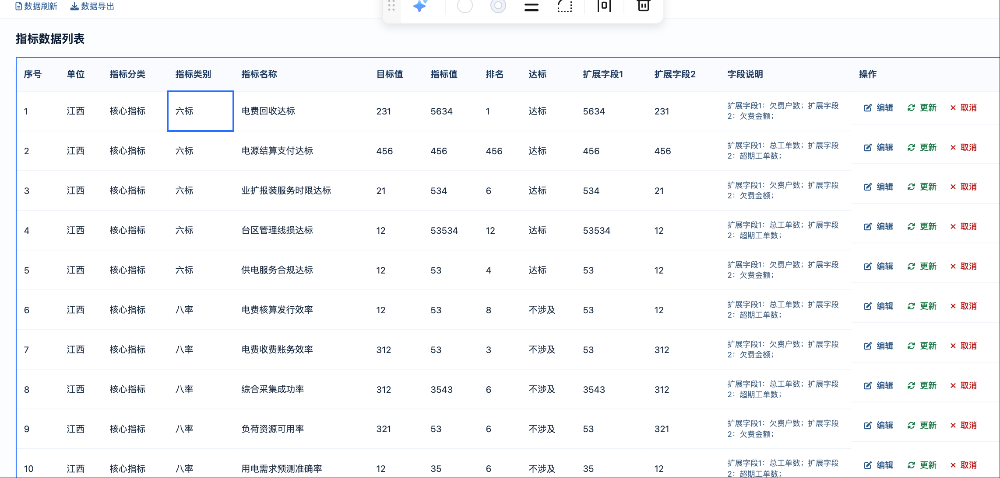 数据刷新 数据导出
指标数据列表
序号 单位 指标分类 指标类别 指标名称 目标值 指标值 排名 达标 扩展字段1 扩展字段2 字段说明 操作
1 江西 核心指标 六标 电费回收达标 231 5634 1 达标 5634 231 扩展字段1：欠费户数；扩展字段 编辑 更新 取消
2：欠费金额；
2 江西 核心指标 六标 电源结算支付达标 456 456 456 达标 456 456 扩展字段1：总工单数；扩展字段 编辑 更新 取消
2：超期工单数；
3 江西 核心指标 六标 业扩报装服务时限达标 21 534 6 达标 534 21 扩展字段1：欠费户数；扩展字段 编辑 更新 取消
2：欠费金额；
4 江西 核心指标 六标 台区管理线损达标 12 53534 12 达标 53534 12 扩展字段1：总工单数；扩展字段 编辑 更新 取消
2：超期工单数；
5 江西 核心指标 六标 供电服务合规达标 12 53 4 达标 53 12 扩展字段1：欠费户数；扩展字段 编辑 更新 取消
2：欠费金额；
6 江西 核心指标 八率 电费核算发行效率 12 53 8 不涉及 53 12 扩展字段1：总工单数；扩展字段 编辑 更新 取消
2：超期工单数；
7 江西 核心指标 八率 电费收费账务效率 312 53 3 不涉及 53 312 扩展字段1：欠费户数；扩展字段 编辑 更新 取消
2：欠费金额；
8 江西 核心指标 八率 综合采集成功率 312 3543 6 不涉及 3543 312 扩展字段1：总工单数；扩展字段 编辑 更新 取消
2：超期工单数；
9 江西 核心指标 八率 负荷资源可用率 321 53 6 不涉及 53 321 扩展字段1：欠费户数；扩展字段 编辑 更新 取消
2：欠费金额；
10 江西 核心指标 八率 用电需求预测准确率 12 35 6 不涉及 35 12 扩展字段1：总工单数；扩展字段 编辑 更新 取消
2：超期工单数；